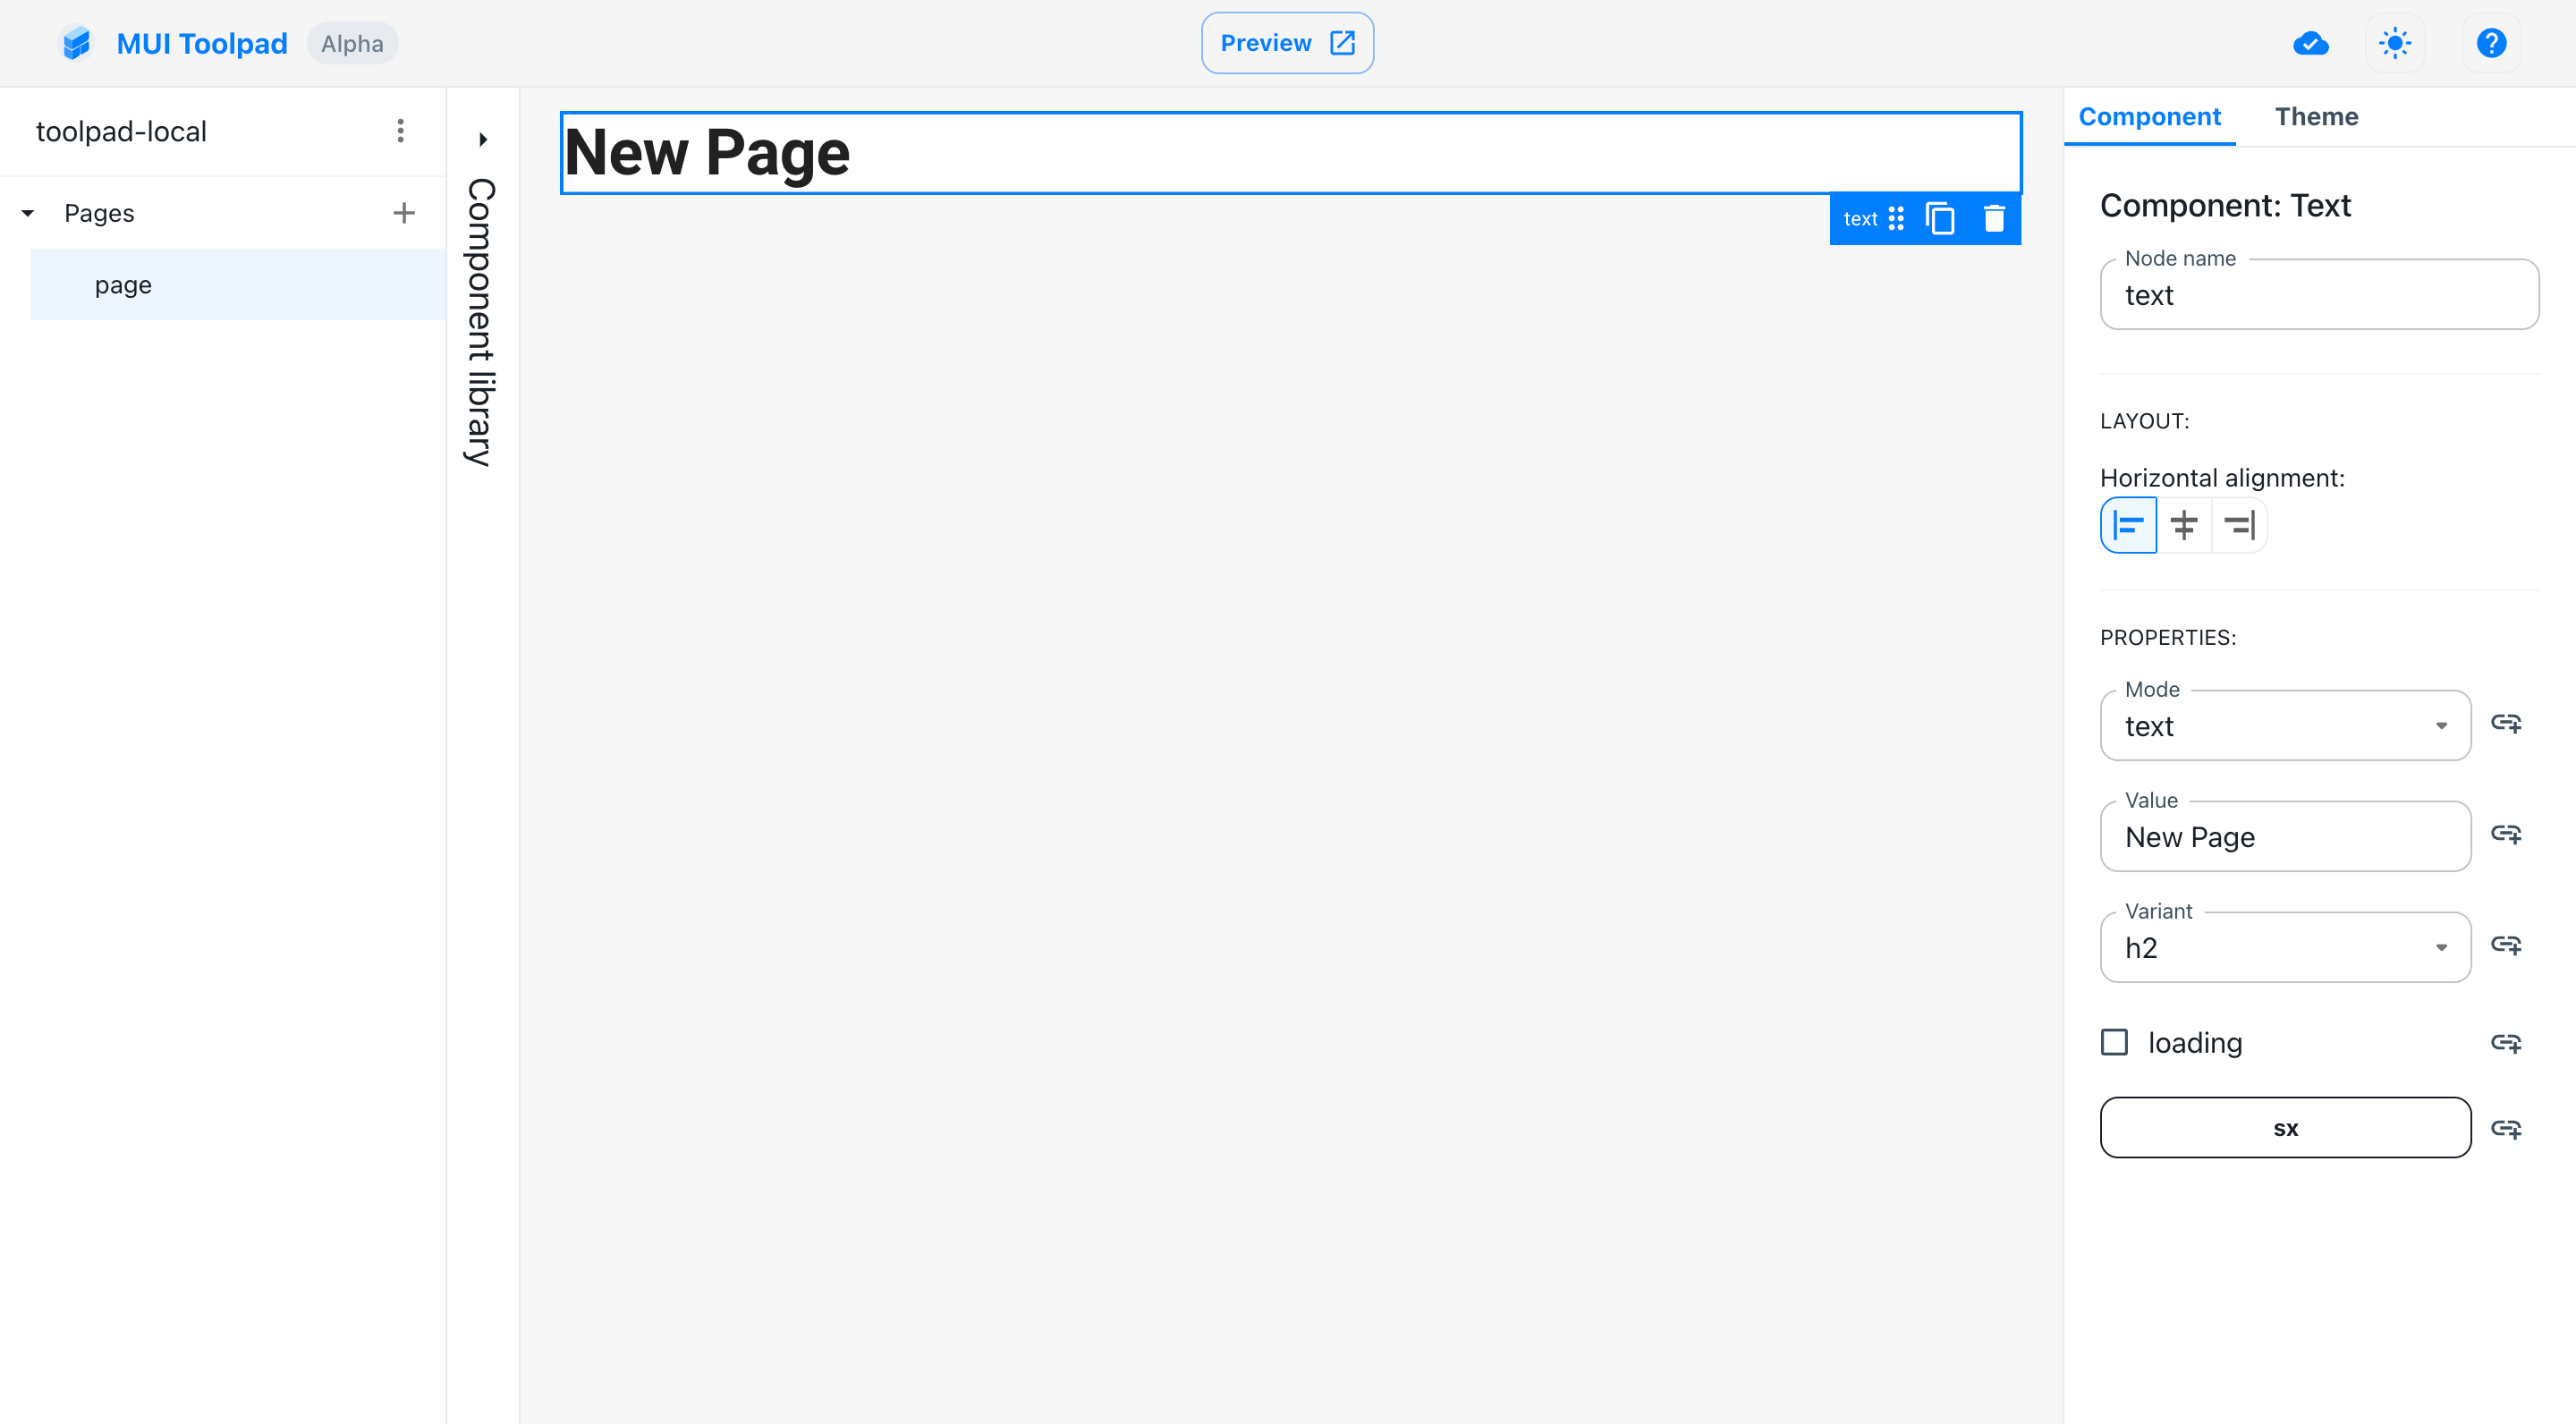 MUI Toolpad Alpha
Preview
toolpad-local
Pages
page
Component library
New Page
text
Component
Theme
Component: Text
Node name
text
LAYOUT:
Horizontal alignment:
PROPERTIES:
Mode
text
Value
New Page
Variant
h2
loading
sx